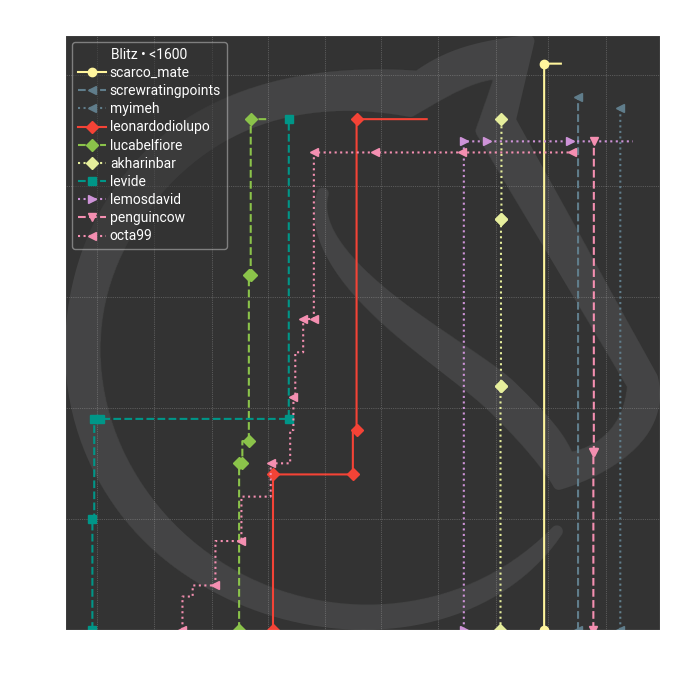 Blitz • <1600
scarco_mate
screwratingpoints
myimeh
leonardodiolupo
lucabelfiore
akharinbar
levide
lemosdavid
penguincow
octa99